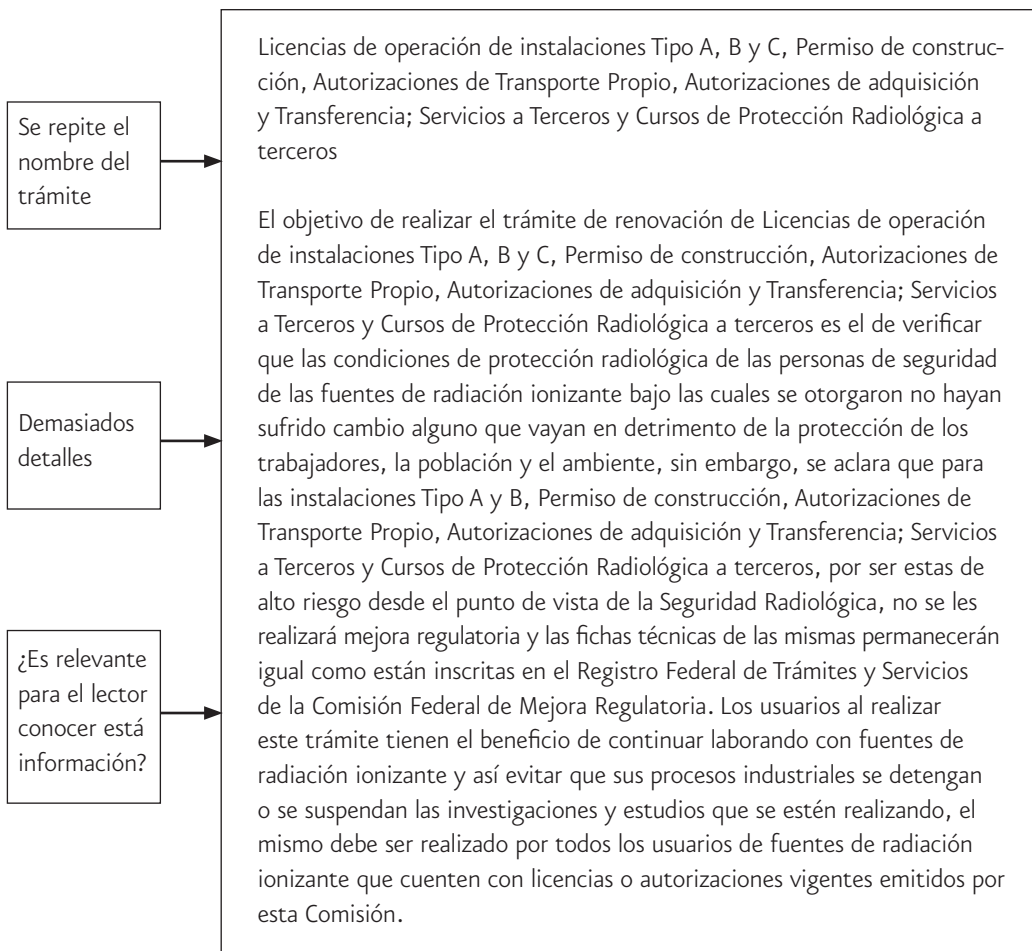 Licencias de operación de instalaciones Tipo A, B y C, Permiso de construc-
ción, Autorizaciones de Transporte Propio, Autorizaciones de adquisición
y Transferencia; Servicios a Terceros y Cursos de Protección Radiológica a
terceros
Se repite el
nombre del
trámite
El objetivo de realizar el trámite de renovación de Licencias de operación
de instalaciones Tipo A, B y C, Permiso de construcción, Autorizaciones de
Transporte Propio, Autorizaciones de adquisición y Transferencia; Servicios
a Terceros y Cursos de Protección Radiológica a terceros es el de verificar
que las condiciones de protección radiológica de las personas de seguridad
de las fuentes de radiación ionizante bajo las cuales se otorgaron no hayan
sufrido cambio alguno que vayan en detrimento de la protección de los
trabajadores, la población y el ambiente, sin embargo, se aclara que para
las instalaciones Tipo A y B, Permiso de construcción, Autorizaciones de
Transporte Propio, Autorizaciones de adquisición y Transferencia; Servicios
a Terceros y Cursos de Protección Radiológica a terceros, por ser estas de
alto riesgo desde el punto de vista de la Seguridad Radiológica, no se les
realizará mejora regulatoria y las fichas técnicas de las mismas permanecerán
igual como están inscritas en el Registro Federal de Trámites y Servicios
de la Comisión Federal de Mejora Regulatoria. Los usuarios al realizar
este trámite tienen el beneficio de continuar laborando con fuentes de
radiación ionizante y así evitar que sus procesos industriales se detengan
o se suspendan las investigaciones y estudios que se estén realizando, el
mismo debe ser realizado por todos los usuarios de fuentes de radiación
ionizante que cuenten con licencias o autorizaciones vigentes emitidos por
esta Comisión.
Demasiados
detalles
¿Es relevante
para el lector
conocer está
información?